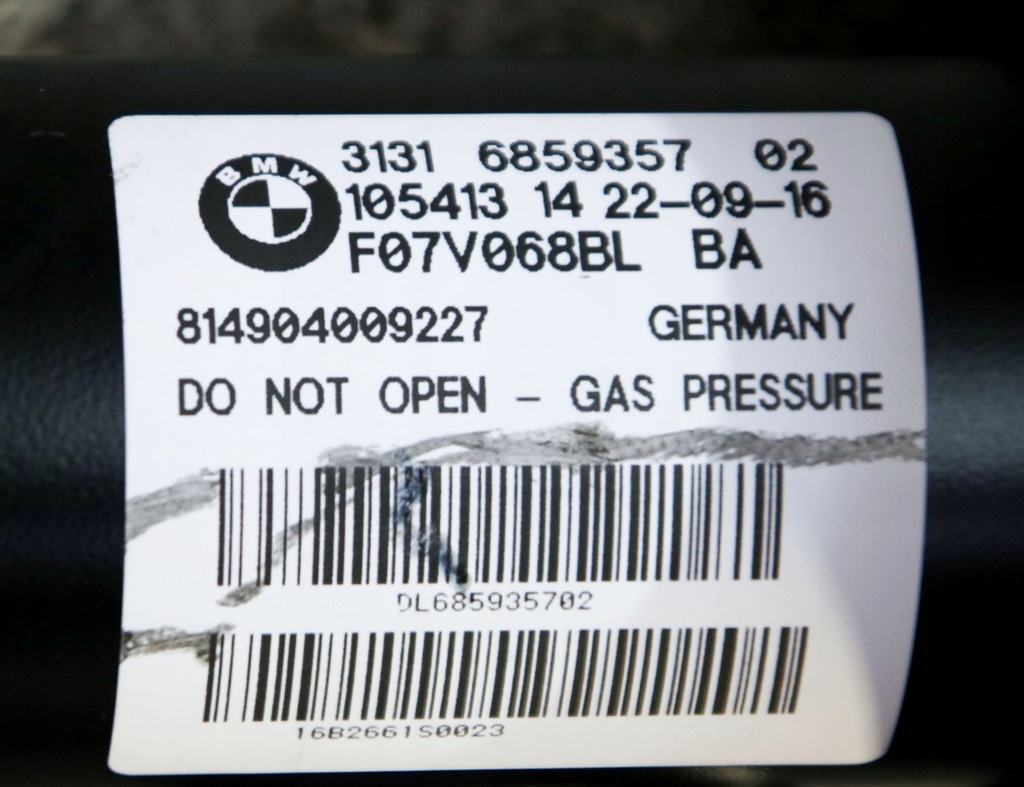 BMW
3131 6859357 02
105413 14 22-09-16
F07V068BL BA
814904009227 GERMANY
DO NOT OPEN - GAS PRESSURE
DL685935702
16B2661S0023